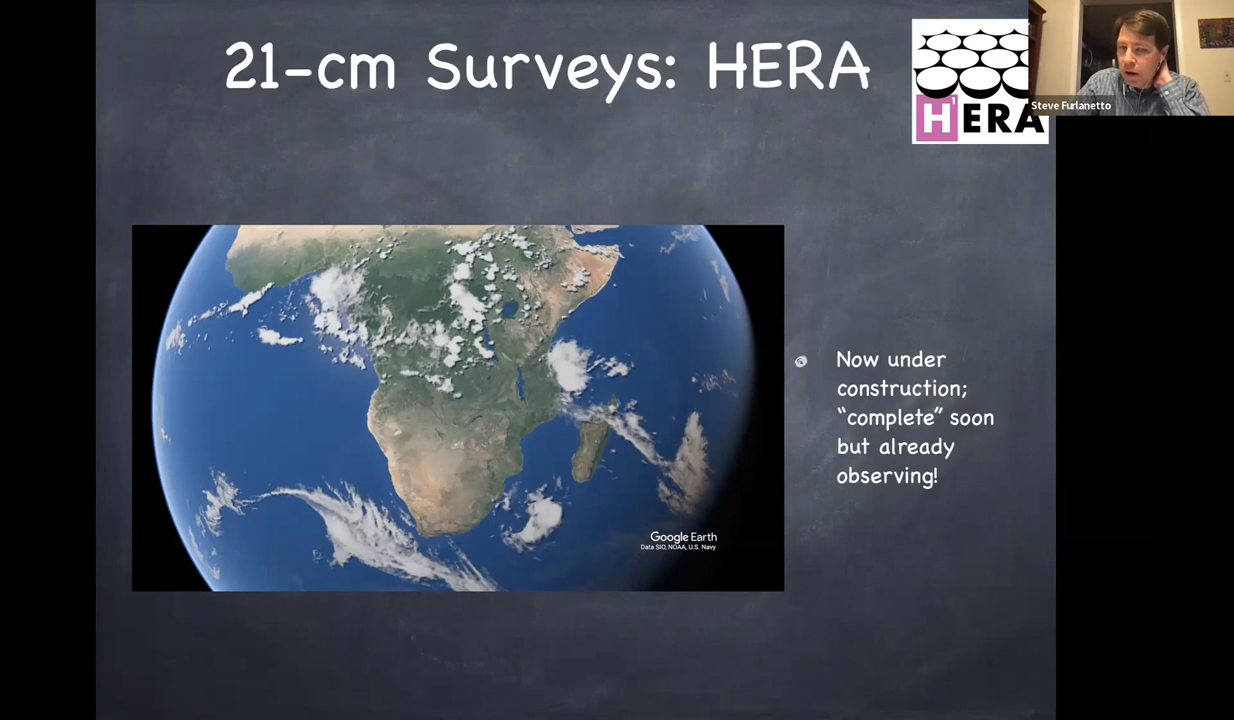 21-cm Surveys: HERA
H1ERA
Steve Furlanetto
Now under
construction;
“complete” soon
but already
observing!
Google Earth
Data SIO, NOAA, U.S. Navy